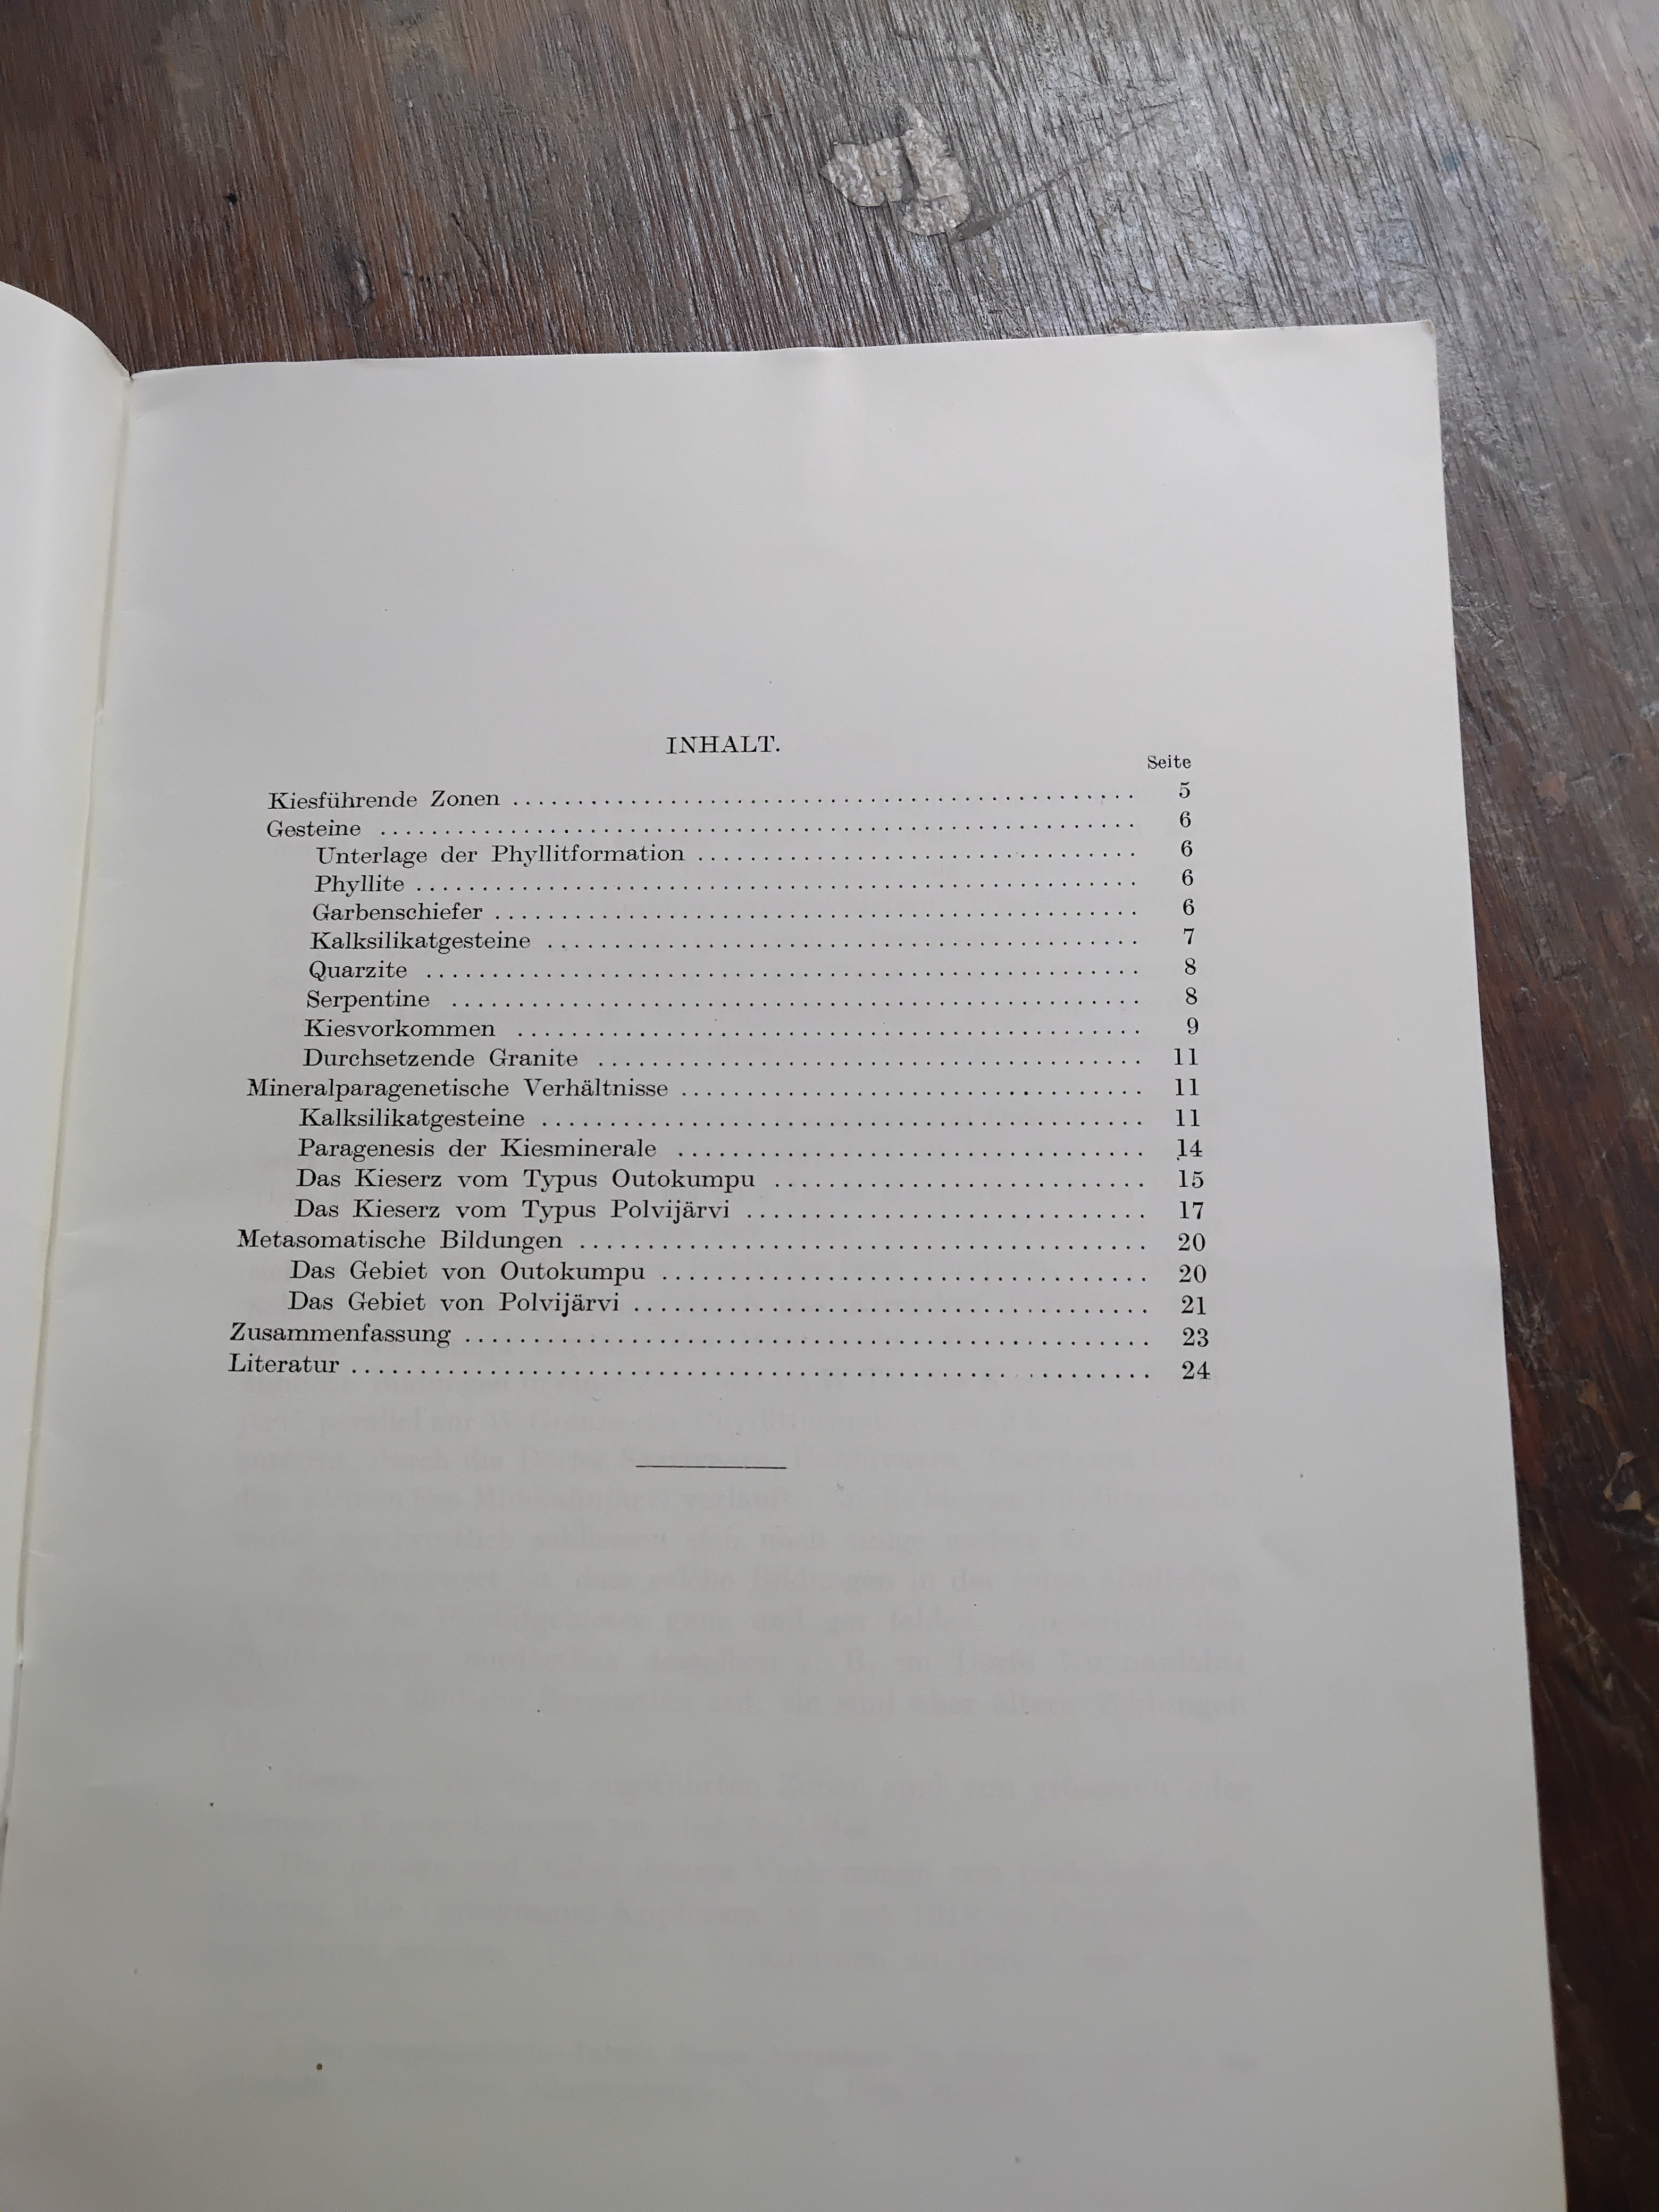 INHALT.
Seite
Kiesführende Zonen ........ 5
Gesteine ........ 6
Unterlage der Phyllitformation ........ 6
Phyllite ........ 6
Garbenschiefer ........ 6
Kalksilikatgesteine ........ 7
Quarzite ........ 8
Serpentine ........ 8
Kiesvorkommen ........ 9
Durchsetzende Granite ........ 11
Mineralparagenetische Verhältnisse ........ 11
Kalksilikatgesteine ........ 11
Paragenesis der Kiesminerale ........ 14
Das Kieserz vom Typus Outokumpu ........ 15
Das Kieserz vom Typus Polvijärvi ........ 17
Metasomatische Bildungen ........ 20
Das Gebiet von Outokumpu ........ 20
Das Gebiet von Polvijärvi ........ 21
Zusammenfassung ........ 23
Literatur ........ 24